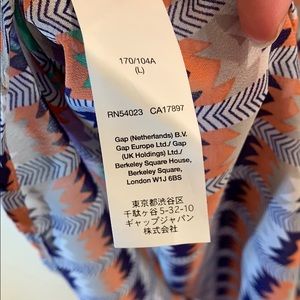 170/104A
(L)
RN54023 CA17897
Gap (Netherlands) B.V.
Gap Europe Ltd./ Gap
(UK Holdings) Ltd./
Berkeley Square House,
Berkeley Square,
London W1J 6BS
東京都渋谷区
千駄ヶ谷5-32-10
ギャップジャパン
株式会社